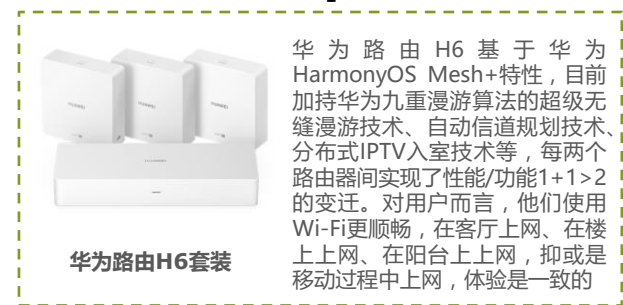 华为路由H6基于华为
HarmonyOS Mesh+特性，目前
加持华为九重漫游算法的超级无
缝漫游技术、自动信道规划技术、
分布式IPTV入室技术等，每两个
路由器间实现了性能/功能1+1>2
的变迁。对用户而言，他们使用
Wi-Fi更顺畅，在客厅上网、在楼
上上网、在阳台上上网，抑或是
移动过程中上网，体验是一致的
华为路由H6套装
HUAWEI